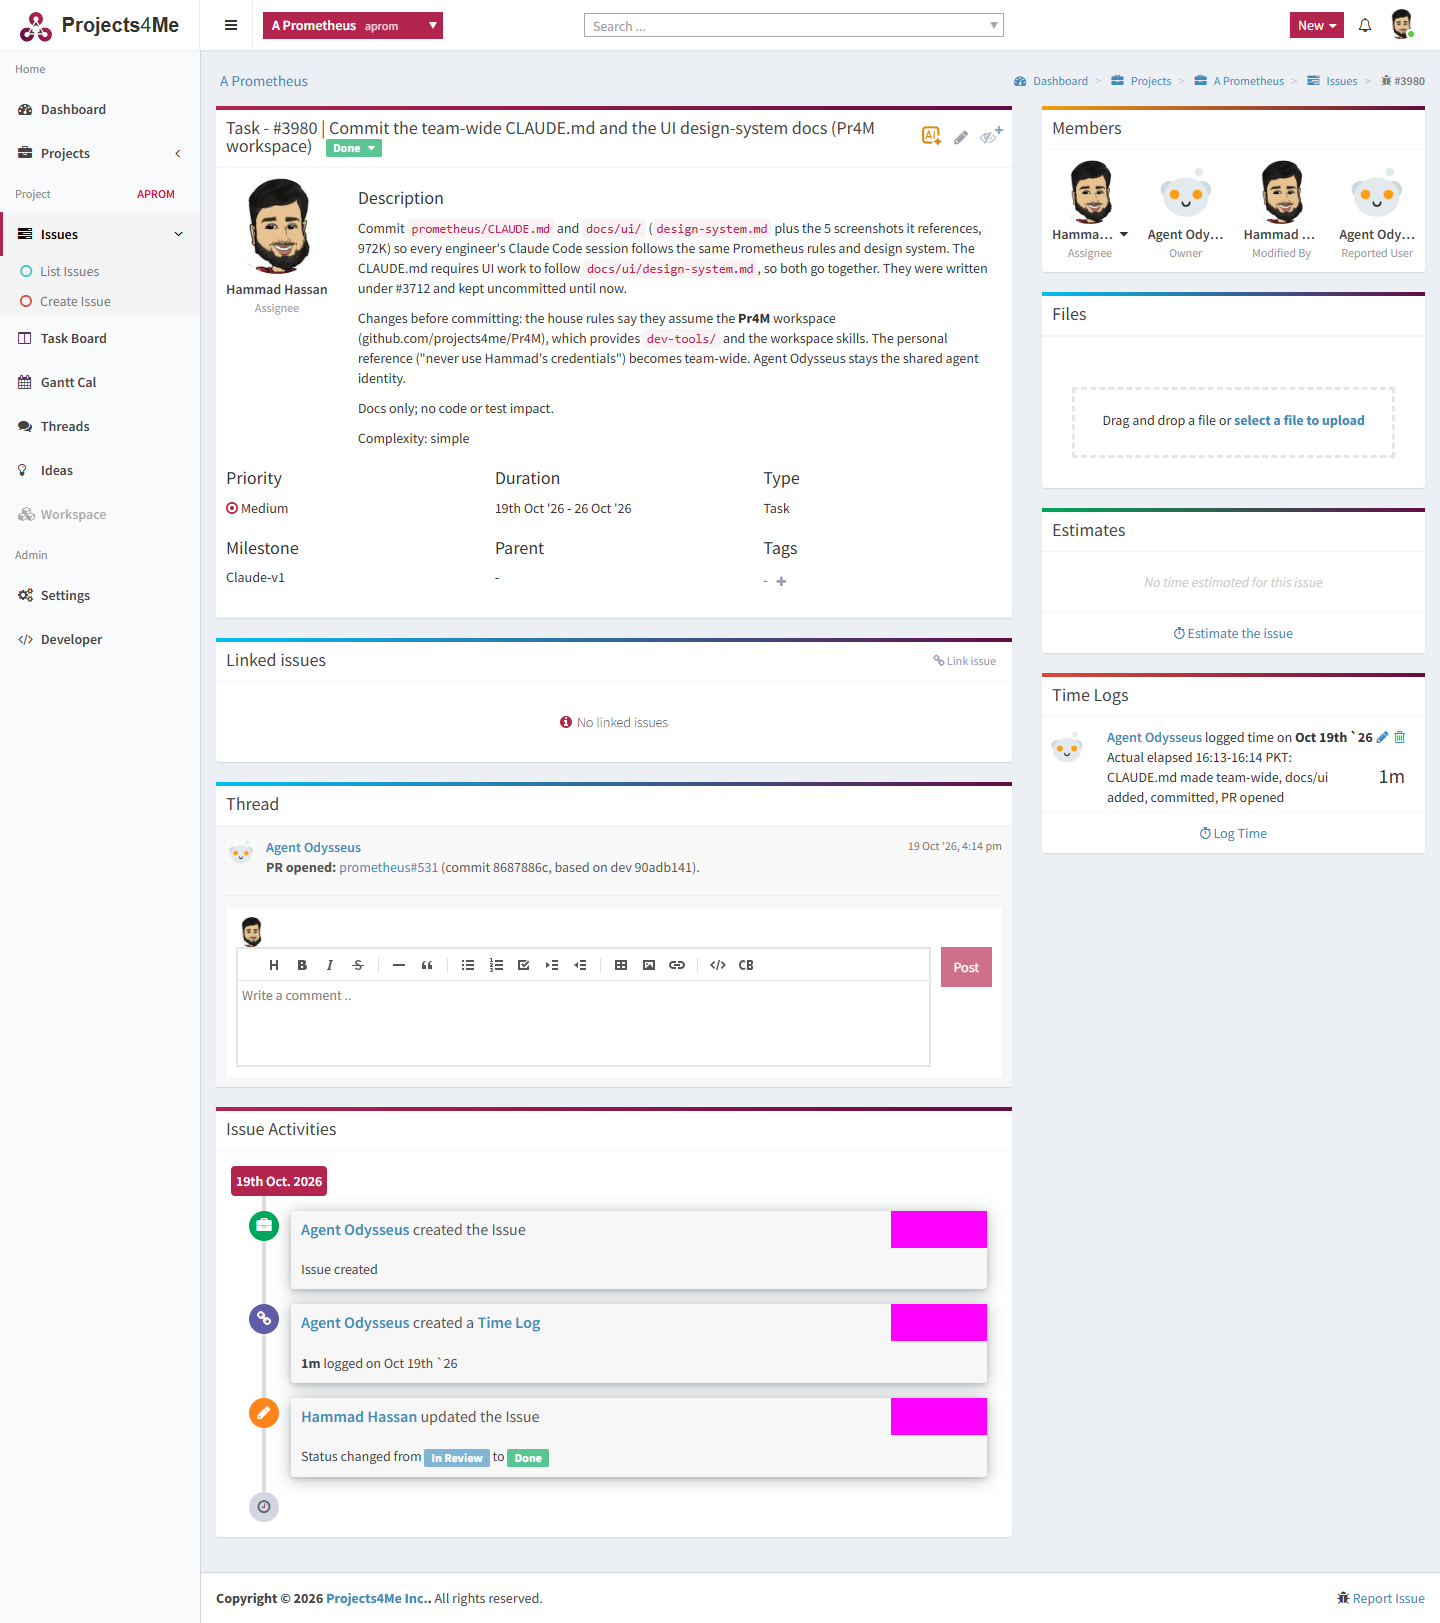 Projects4Me
A Prometheus aprom
Search ...
New
Home
Dashboard
Projects
Project APROM
Issues
List Issues
Create Issue
Task Board
Gantt Cal
Threads
Ideas
Workspace
Admin
Settings
Developer
A Prometheus
Dashboard > Projects > A Prometheus > Issues > #3980
Task - #3980 | Commit the team-wide CLAUDE.md and the UI design-system docs (Pr4M
workspace) Done
Hammad Hassan
Assignee
Description
Commit prometheus/CLAUDE.md and docs/ui/ ( design-system.md plus the 5 screenshots it references,
972K) so every engineer's Claude Code session follows the same Prometheus rules and design system. The
CLAUDE.md requires UI work to follow docs/ui/design-system.md , so both go together. They were written
under #3712 and kept uncommitted until now.
Changes before committing: the house rules say they assume the Pr4M workspace
(github.com/projects4me/Pr4M), which provides dev-tools/ and the workspace skills. The personal
reference ("never use Hammad's credentials") becomes team-wide. Agent Odysseus stays the shared agent
identity.
Docs only; no code or test impact.
Complexity: simple
Priority
Medium
Duration
19th Oct '26 - 26 Oct '26
Type
Task
Milestone
Claude-v1
Parent
-
Tags
- +
Linked issues
Link issue
No linked issues
Thread
Agent Odysseus 19 Oct '26, 4:14 pm
PR opened: prometheus#531 (commit 8687886c, based on dev 90adb141).
H B I S CB
Write a comment ..
Post
Issue Activities
19th Oct. 2026
Agent Odysseus created the Issue
Issue created
Agent Odysseus created a Time Log
1m logged on Oct 19th `26
Hammad Hassan updated the Issue
Status changed from In Review to Done
Members
Hamma... Agent Ody... Hammad ... Agent Ody...
Assignee Owner Modified By Reported User
Files
Drag and drop a file or select a file to upload
Estimates
No time estimated for this issue
Estimate the issue
Time Logs
Agent Odysseus logged time on Oct 19th `26
Actual elapsed 16:13-16:14 PKT:
CLAUDE.md made team-wide, docs/ui
added, committed, PR opened
1m
Log Time
Copyright © 2026 Projects4Me Inc.. All rights reserved.
Report Issue